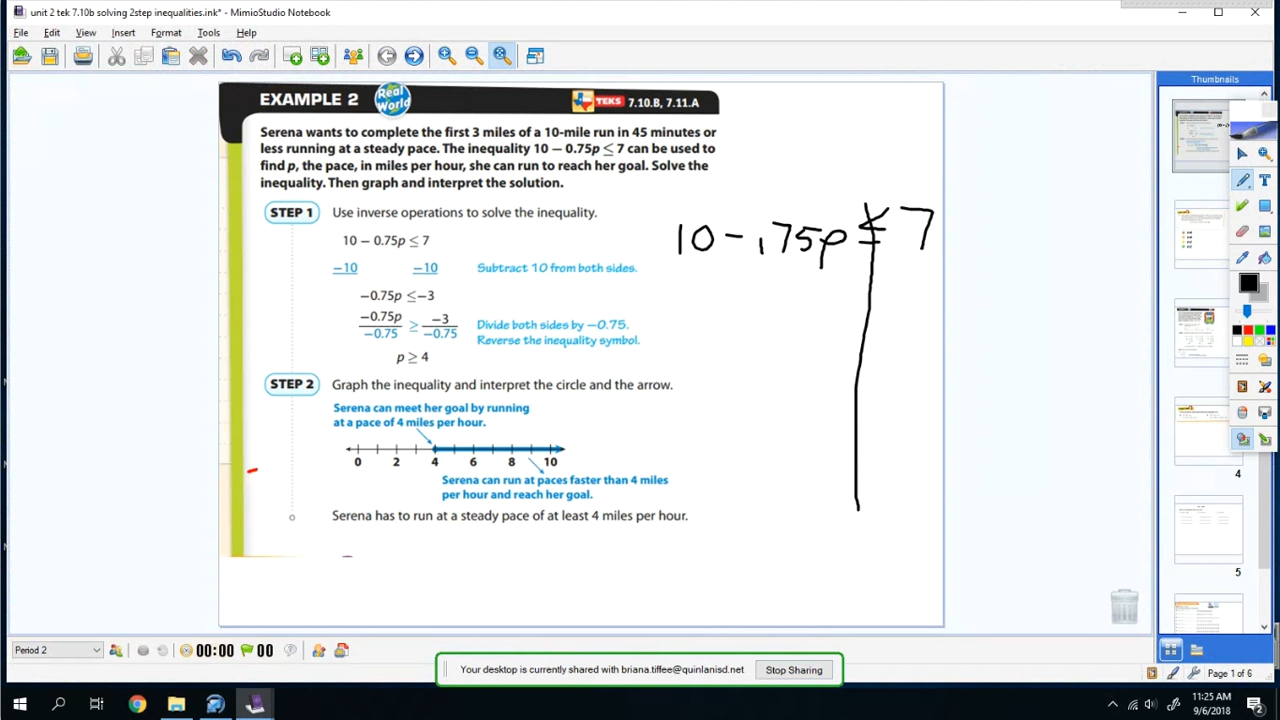 unit 2 tek 7.10b solving 2step inequalities.ink* - MimioStudio Notebook
File Edit View Insert Format Tools Help
Thumbnails
EXAMPLE 2 Real World TEKS 7.10.B, 7.11.A
Serena wants to complete the first 3 miles of a 10-mile run in 45 minutes or
less running at a steady pace. The inequality 10 − 0.75p ≤ 7 can be used to
find p, the pace, in miles per hour, she can run to reach her goal. Solve the
inequality. Then graph and interpret the solution.
STEP 1 Use inverse operations to solve the inequality.
10 − 0.75p ≤ 7
−10 −10 Subtract 10 from both sides.
−0.75p ≤ −3
−0.75p/−0.75 ≥ −3/−0.75 Divide both sides by −0.75.
Reverse the inequality symbol.
p ≥ 4
10 - .75p ≤ 7
STEP 2 Graph the inequality and interpret the circle and the arrow.
Serena can meet her goal by running
at a pace of 4 miles per hour.
0 2 4 6 8 10
Serena can run at paces faster than 4 miles
per hour and reach her goal.
Serena has to run at a steady pace of at least 4 miles per hour.
4
5
Period 2 00:00 00
Your desktop is currently shared with briana.tiffee@quinlanisd.net Stop Sharing
Page 1 of 6
11:25 AM
9/6/2018
2